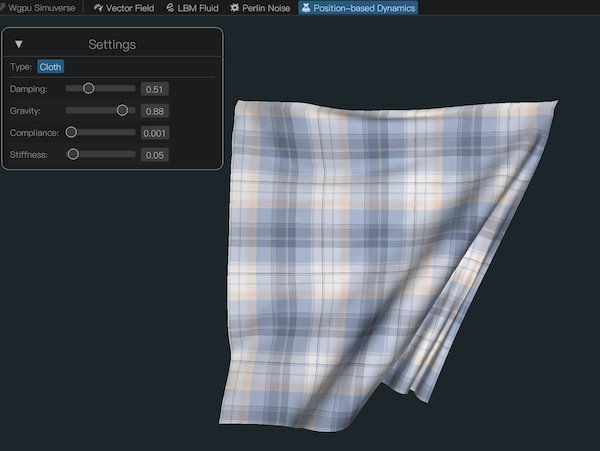 Wgpu Simuverse Vector Field LBM Fluid Perlin Noise Position-based Dynamics
Settings
Type: Cloth
Damping: 0.51
Gravity: 0.88
Compliance: 0.001
Stiffness: 0.05